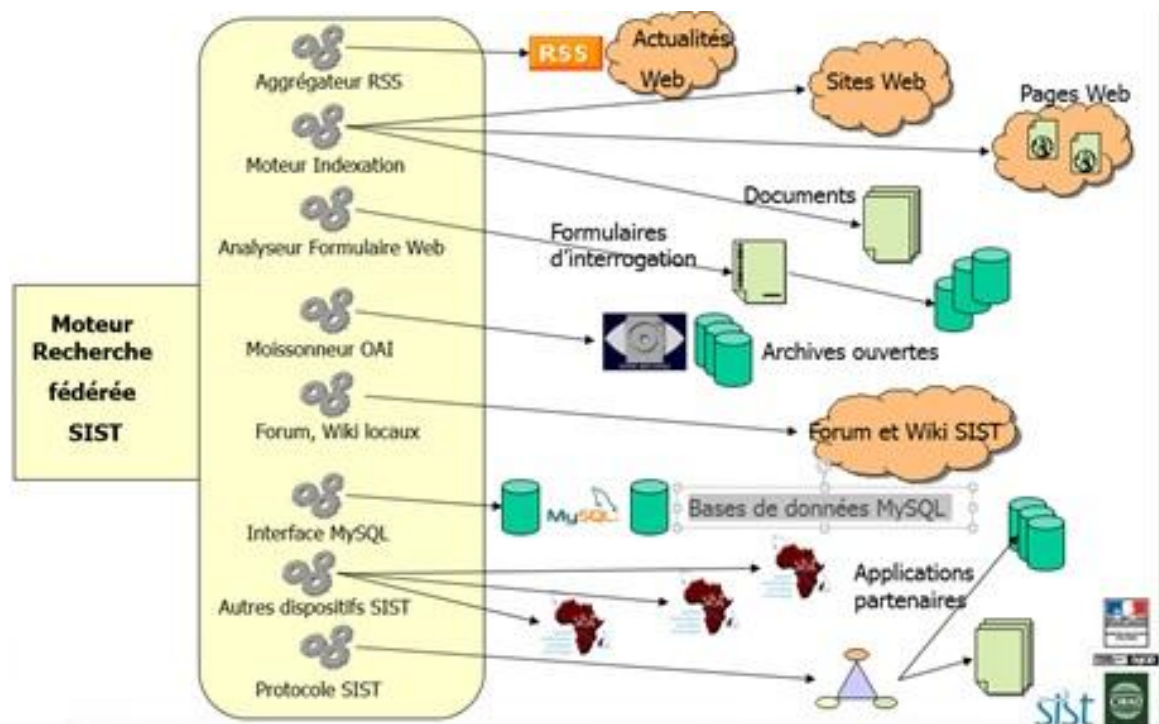 Aggrégateur RSS
RSS
Actualités
Web
Sites Web
Pages Web
Moteur Indexation
Documents
Analyseur Formulaire Web
Formulaires
d'interrogation
Moteur
Recherche
fédérée
SIST
Moissonneur OAI
Archives ouvertes
Forum, Wiki locaux
Forum et Wiki SIST
Interface MySQL
MySQL
Bases de données MySQL
Autres dispositifs SIST
Applications
partenaires
Protocole SIST
sist
CIRAD